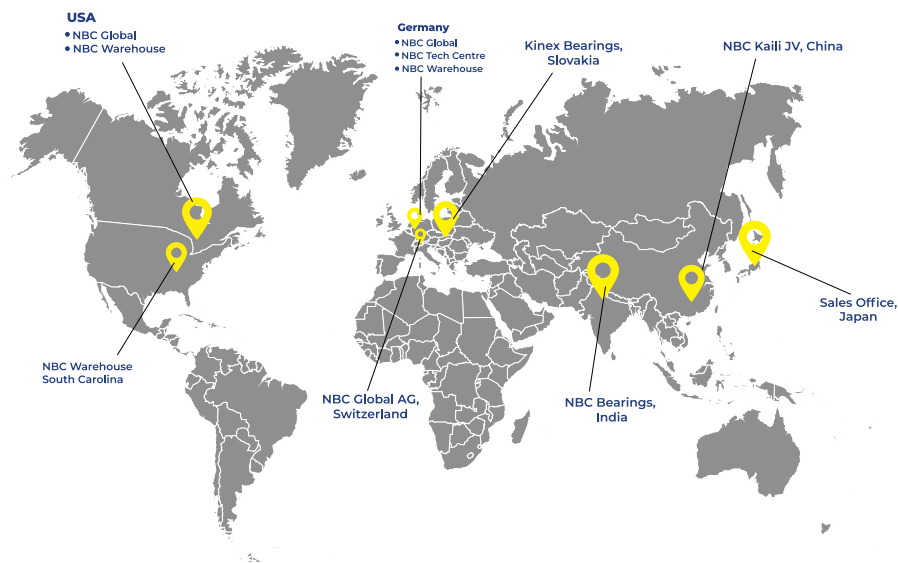 USA
• NBC Global
• NBC Warehouse
Germany
• NBC Global
• NBC Tech Centre
• NBC Warehouse
Kinex Bearings,
Slovakia
NBC Kaili JV, China
Sales Office,
Japan
NBC Warehouse
South Carolina
NBC Global AG,
Switzerland
NBC Bearings,
India